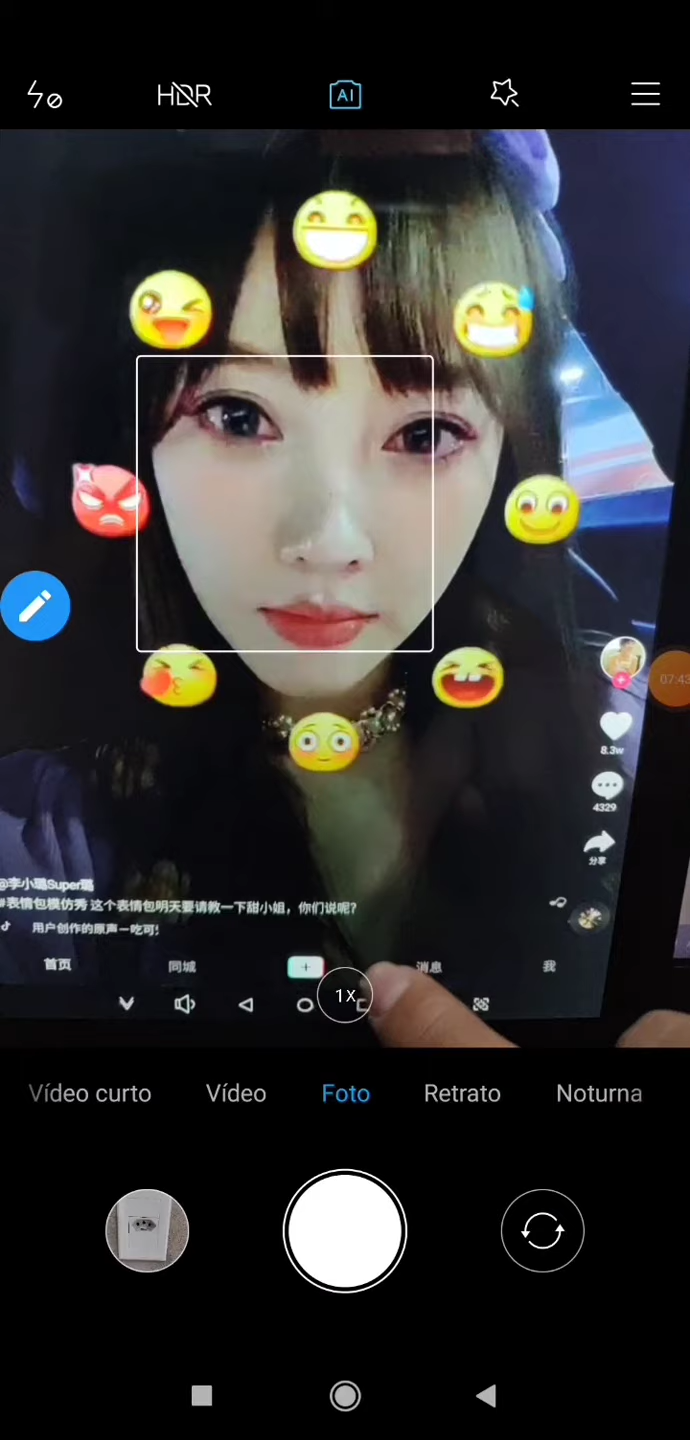 HDR
AI
07:43
8.3w
4329
分享
@李小璐Super璐
#表情包模仿秀 这个表情包明天要请教一下甜小姐，你们说呢？
用户创作的原声一吃可
首页
同城
消息
我
1X
Vídeo curto
Vídeo
Foto
Retrato
Noturna